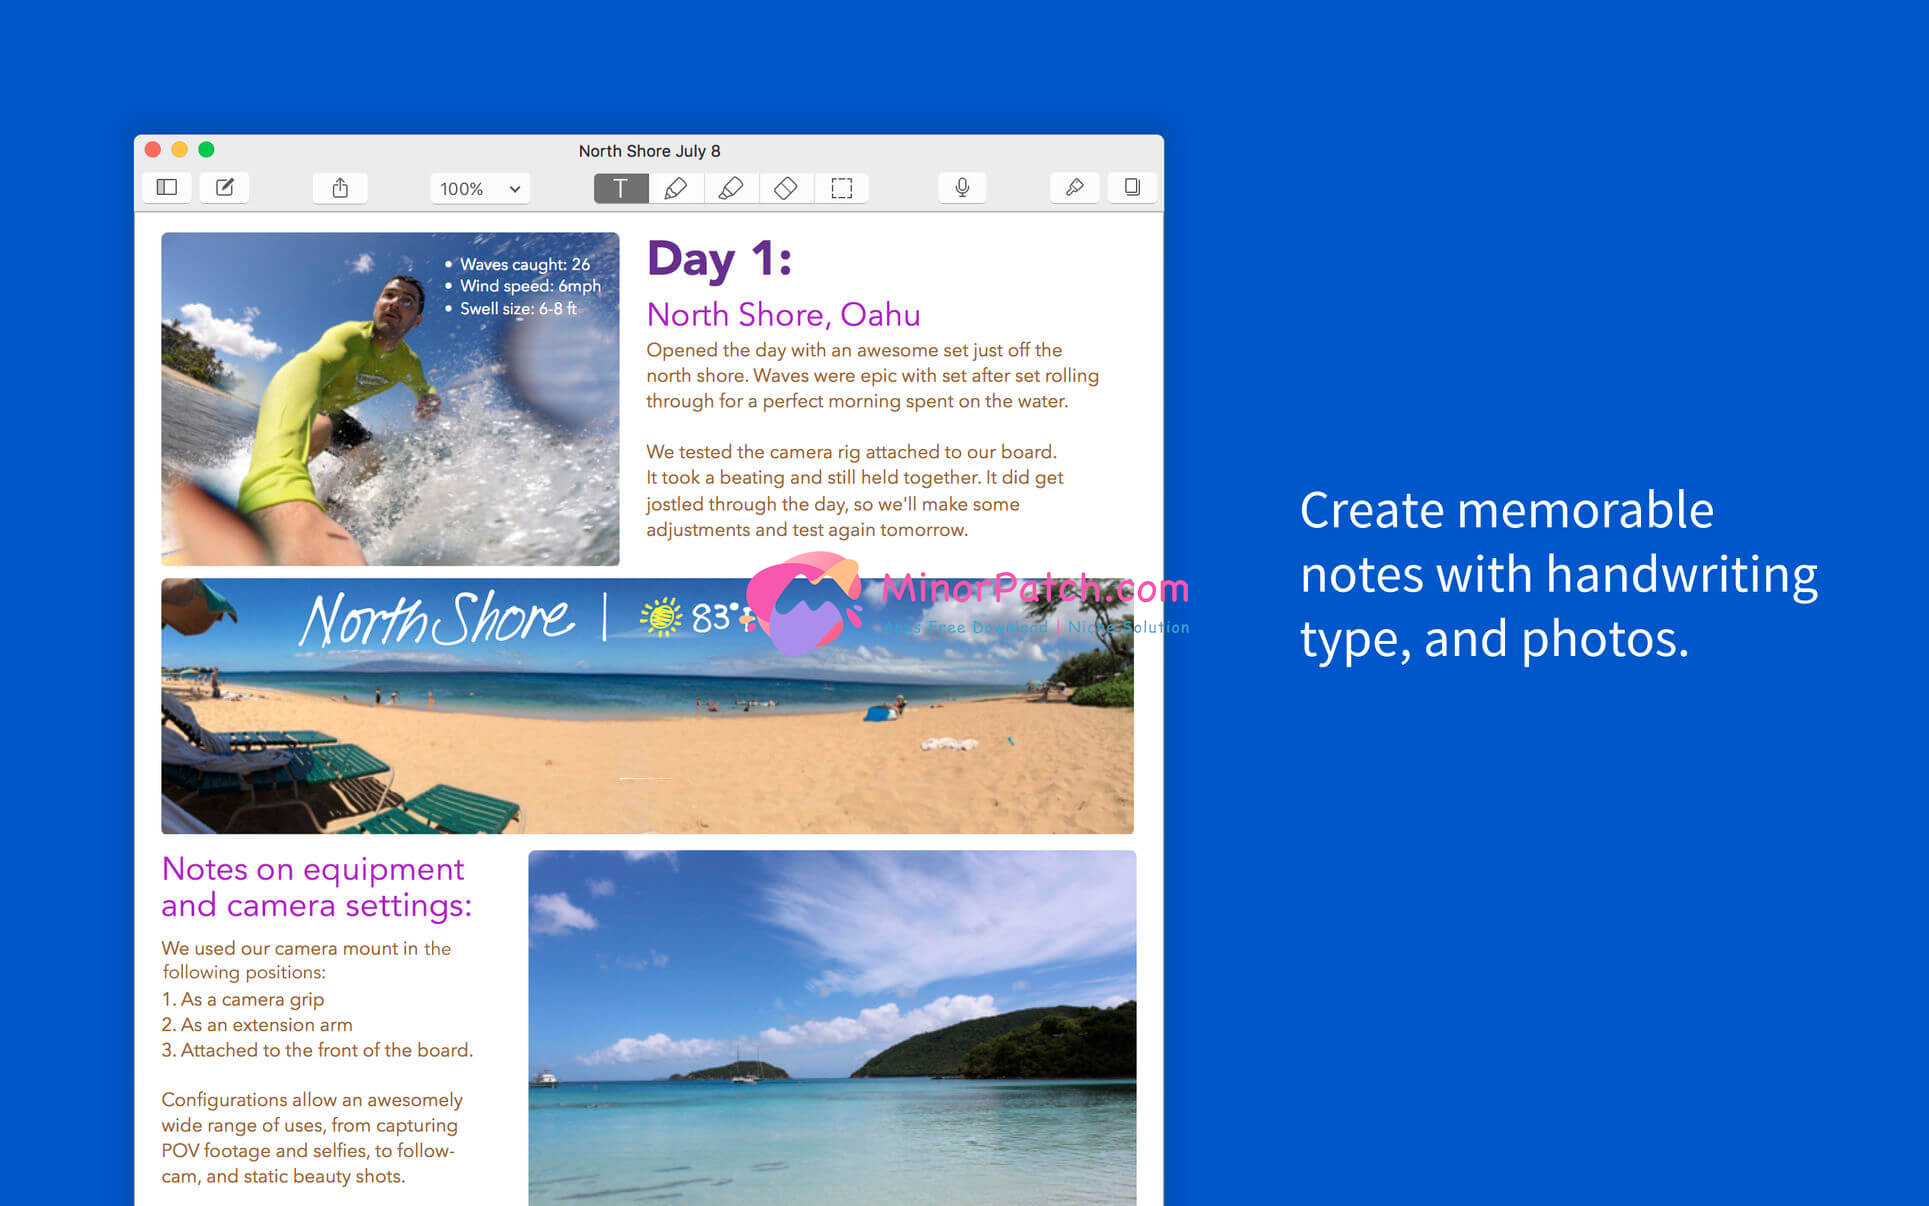 North Shore July 8
100%
T
• Waves caught: 26
• Wind speed: 6mph
• Swell size: 6-8 ft
Day 1:
North Shore, Oahu
Opened the day with an awesome set just off the
north shore. Waves were epic with set after set rolling
through for a perfect morning spent on the water.
We tested the camera rig attached to our board.
It took a beating and still held together. It did get
jostled through the day, so we'll make some
adjustments and test again tomorrow.
North Shore | 83°
MinorPatch.com
Apps Free Download | Niche Solution
Notes on equipment
and camera settings:
We used our camera mount in the
following positions:
1. As a camera grip
2. As an extension arm
3. Attached to the front of the board.
Configurations allow an awesomely
wide range of uses, from capturing
POV footage and selfies, to follow-
cam, and static beauty shots.
Create memorable
notes with handwriting
type, and photos.